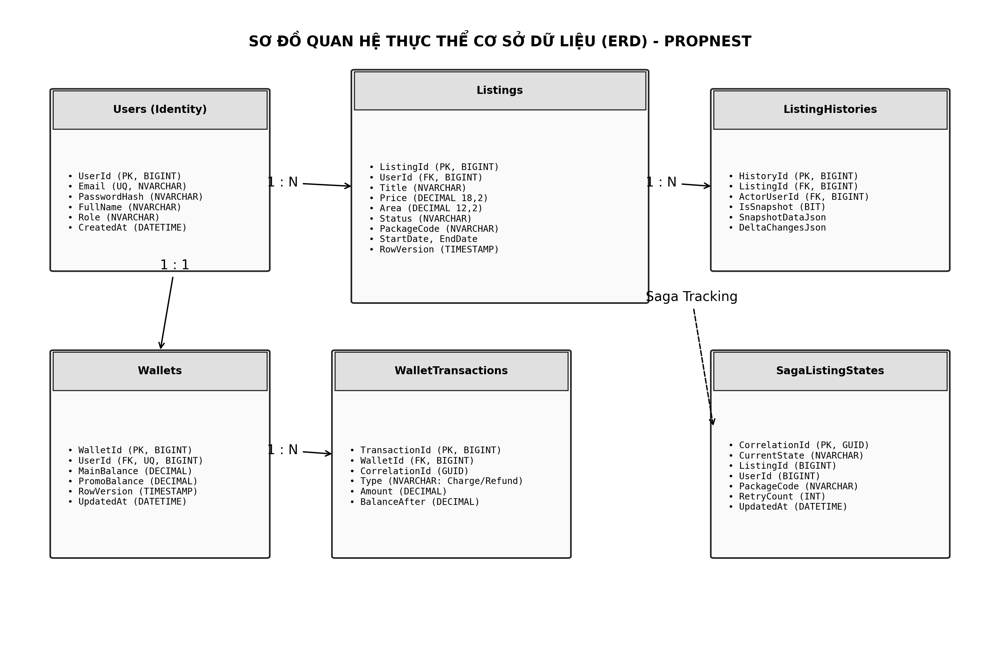 SƠ ĐỒ QUAN HỆ THỰC THỂ CƠ SỞ DỮ LIỆU (ERD) - PROPNEST
Users (Identity)
• UserId (PK, BIGINT)
• Email (UQ, NVARCHAR)
• PasswordHash (NVARCHAR)
• FullName (NVARCHAR)
• Role (NVARCHAR)
• CreatedAt (DATETIME)
1 : N
Listings
• ListingId (PK, BIGINT)
• UserId (FK, BIGINT)
• Title (NVARCHAR)
• Price (DECIMAL 18,2)
• Area (DECIMAL 12,2)
• Status (NVARCHAR)
• PackageCode (NVARCHAR)
• StartDate, EndDate
• RowVersion (TIMESTAMP)
1 : N
ListingHistories
• HistoryId (PK, BIGINT)
• ListingId (FK, BIGINT)
• ActorUserId (FK, BIGINT)
• IsSnapshot (BIT)
• SnapshotDataJson
• DeltaChangesJson
1 : 1
Saga Tracking
Wallets
• WalletId (PK, BIGINT)
• UserId (FK, UQ, BIGINT)
• MainBalance (DECIMAL)
• PromoBalance (DECIMAL)
• RowVersion (TIMESTAMP)
• UpdatedAt (DATETIME)
1 : N
WalletTransactions
• TransactionId (PK, BIGINT)
• WalletId (FK, BIGINT)
• CorrelationId (GUID)
• Type (NVARCHAR: Charge/Refund)
• Amount (DECIMAL)
• BalanceAfter (DECIMAL)
SagaListingStates
• CorrelationId (PK, GUID)
• CurrentState (NVARCHAR)
• ListingId (BIGINT)
• UserId (BIGINT)
• PackageCode (NVARCHAR)
• RetryCount (INT)
• UpdatedAt (DATETIME)